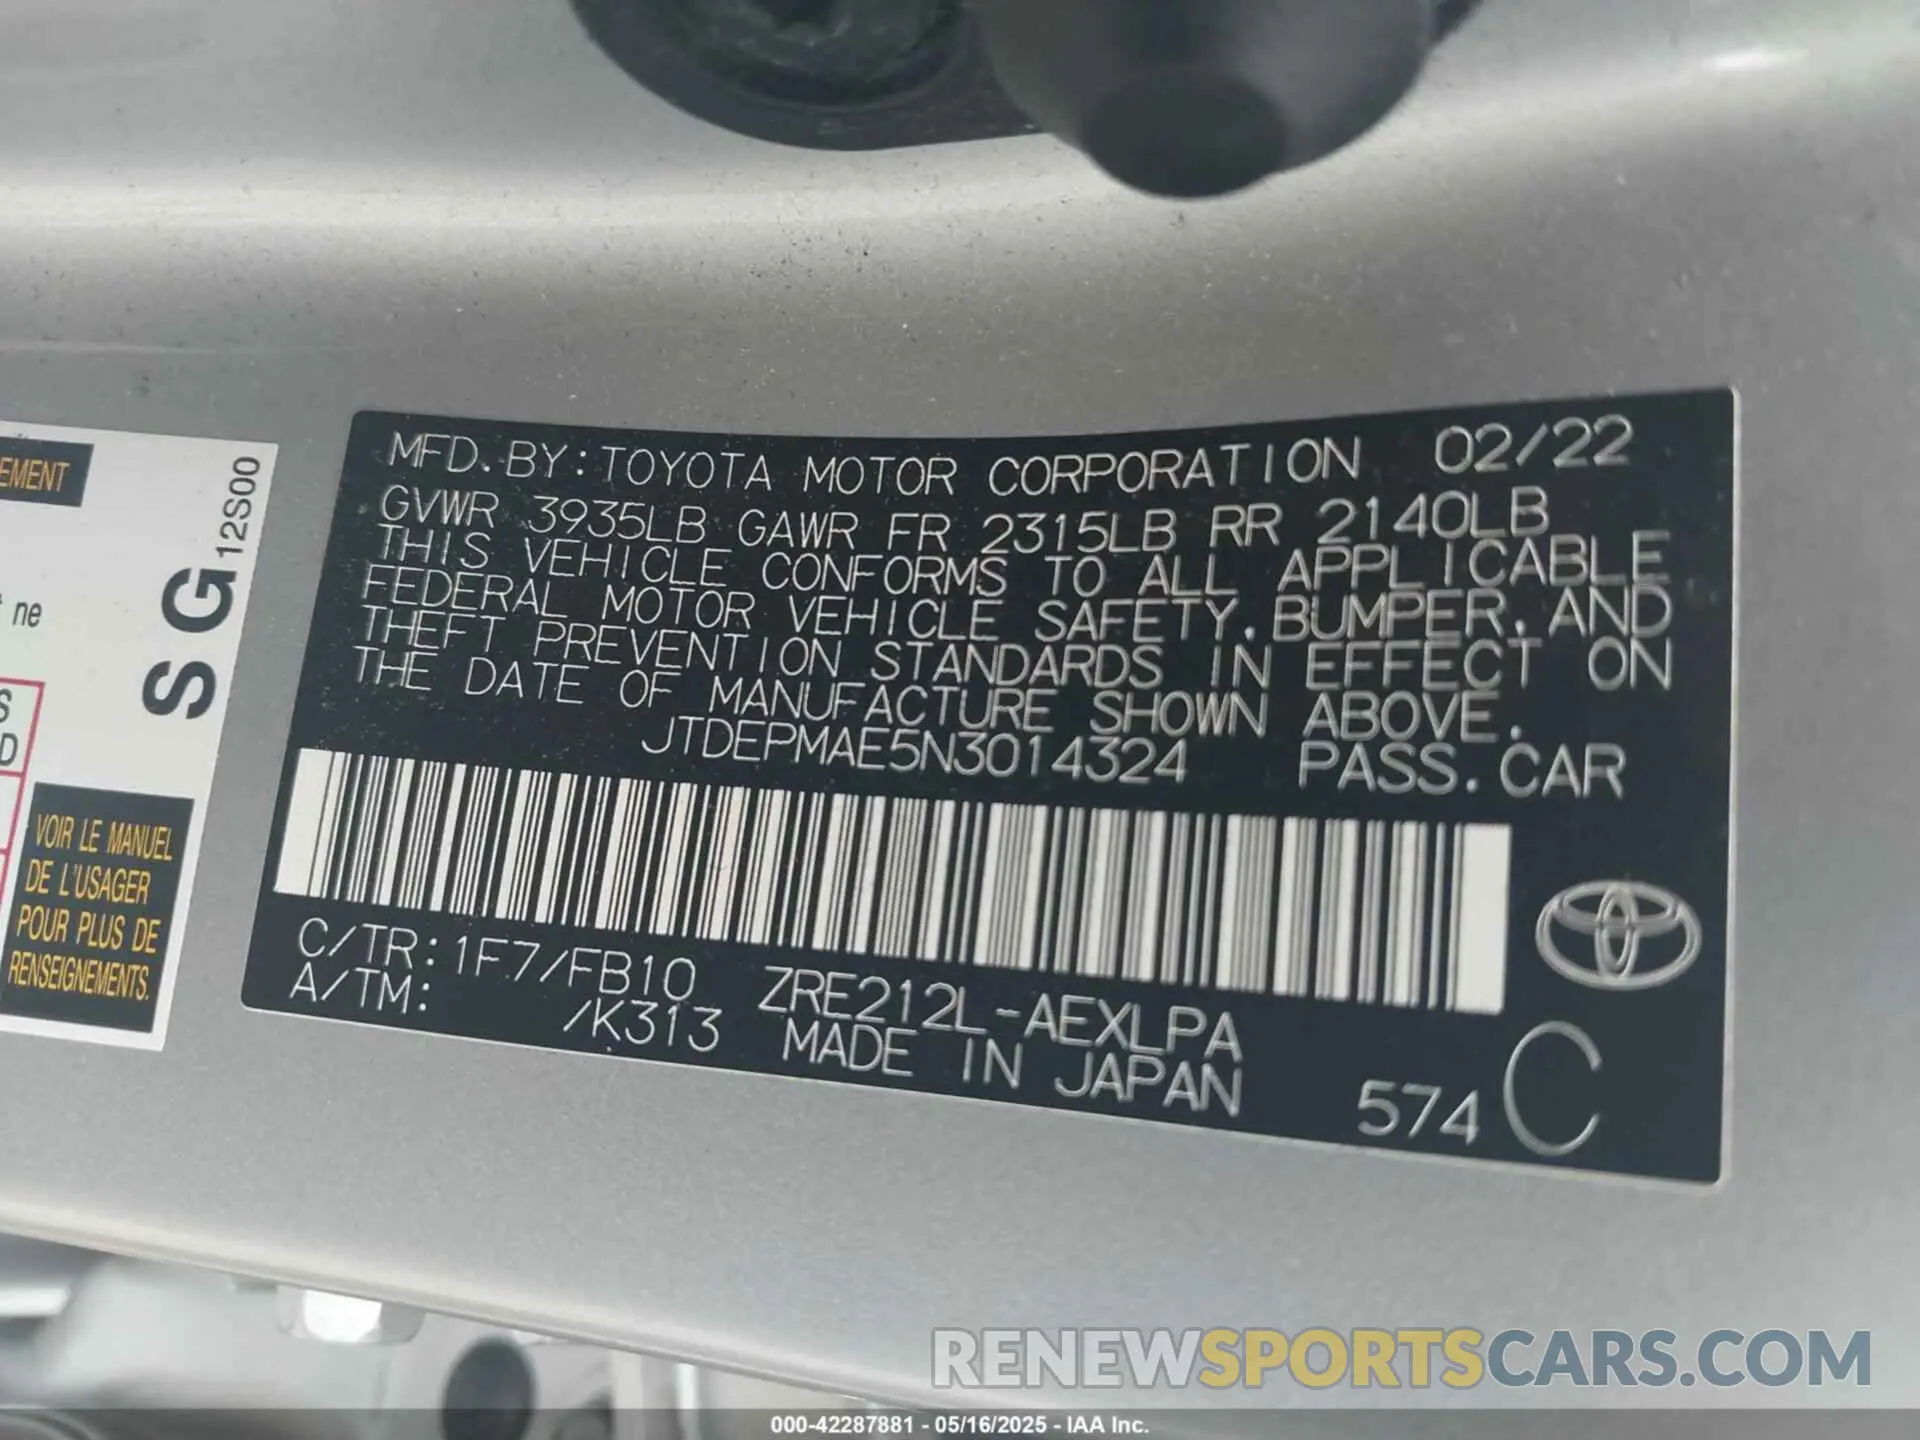 EMENT
SG12S00
ne
S
D
VOIR LE MANUEL
DE L'USAGER
POUR PLUS DE
RENSEIGNEMENTS.
MFD. BY: TOYOTA MOTOR CORPORATION 02/22
GVWR 3935LB GAWR FR 2315LB RR 2140LB
THIS VEHICLE CONFORMS TO ALL APPLICABLE
FEDERAL MOTOR VEHICLE SAFETY, BUMPER, AND
THEFT PREVENTION STANDARDS IN EFFECT ON
THE DATE OF MANUFACTURE SHOWN ABOVE.
JTDEPMAE5N3014324 PASS. CAR
C/TR: 1F7/FB10 ZRE212L-AEXLPA
A/TM: /K313 MADE IN JAPAN 574 C
RENEWSPORTSCARS.COM
000-42287881 - 05/16/2025 - IAA Inc.